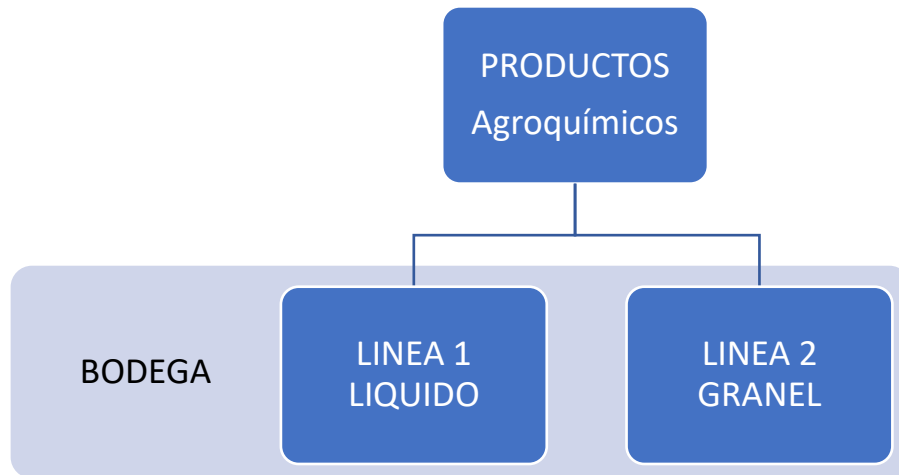 PRODUCTOS
Agroquímicos
BODEGA
LINEA 1
LIQUIDO
LINEA 2
GRANEL